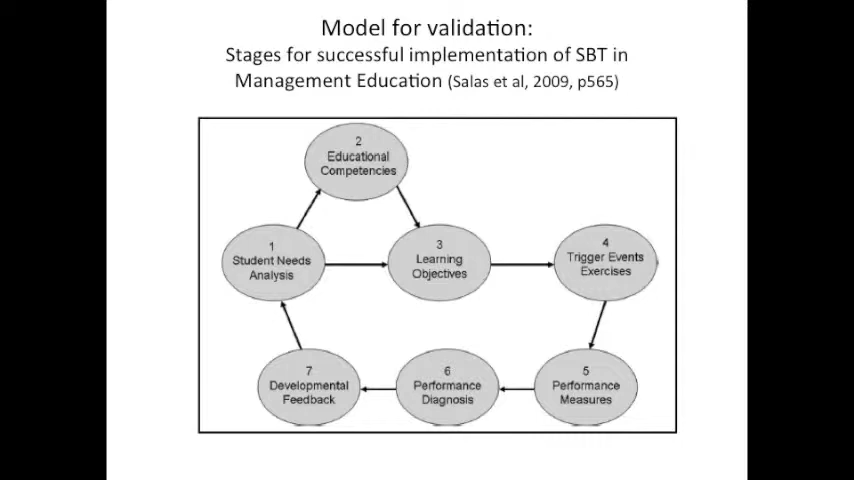 Model for validation:
Stages for successful implementation of SBT in
Management Education (Salas et al, 2009, p565)
2
Educational
Competencies
1
Student Needs
Analysis
3
Learning
Objectives
4
Trigger Events
Exercises
7
Developmental
Feedback
6
Performance
Diagnosis
5
Performance
Measures